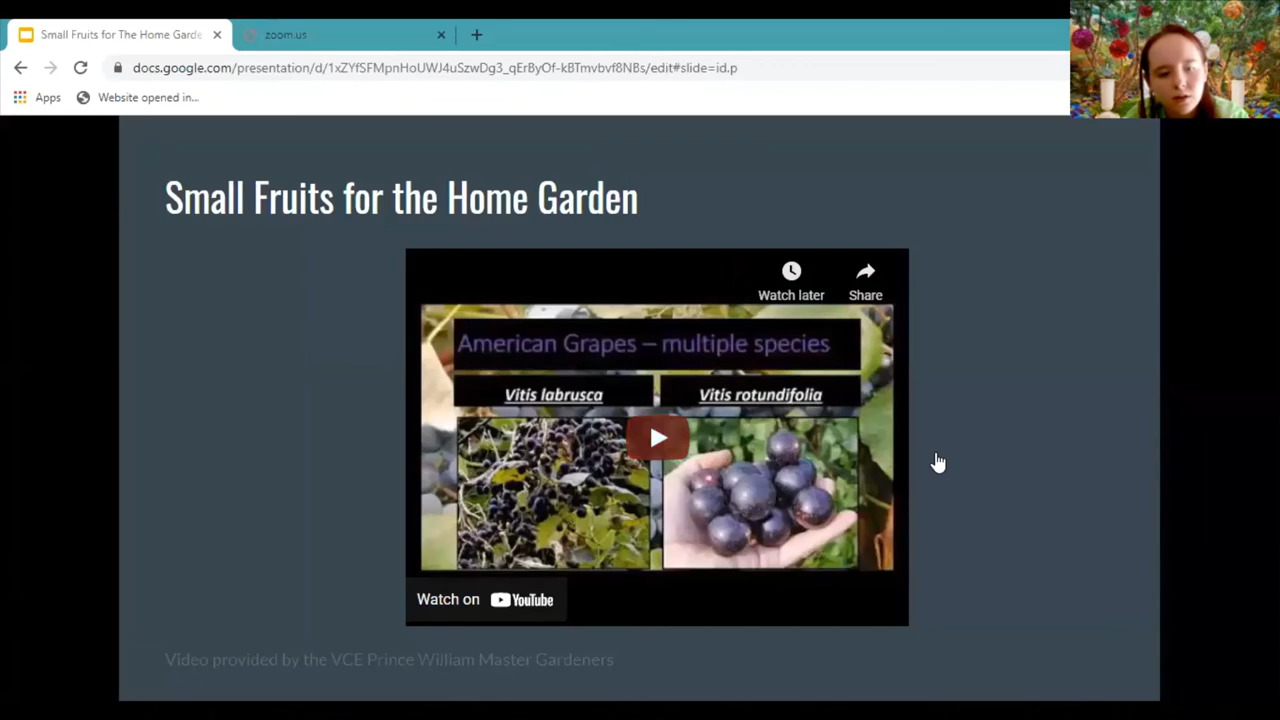 Small Fruits for The Home Garde
zoom.us
docs.google.com/presentation/d/1xZYfSFMpnHoUWJ4uSzwDg3_qErByOf-kBTmvbvf8NBs/edit#slide=id.p
Apps
Website opened in...
Small Fruits for the Home Garden
Watch later
Share
American Grapes – multiple species
Vitis labrusca
Vitis rotundifolia
Watch on YouTube
Video provided by the VCE Prince William Master Gardeners